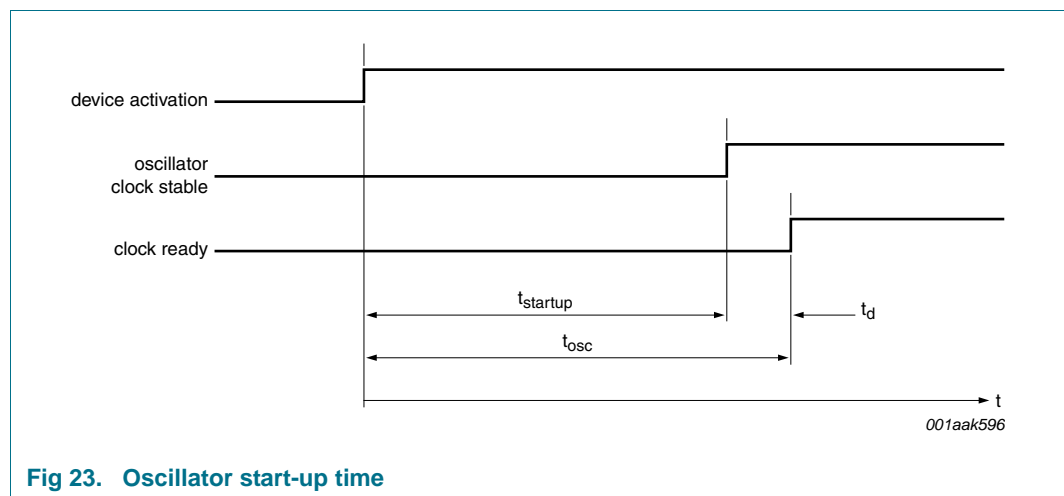 device activation
oscillator
clock stable
clock ready
tstartup
td
tosc
t
001aak596
Fig 23. Oscillator start-up time